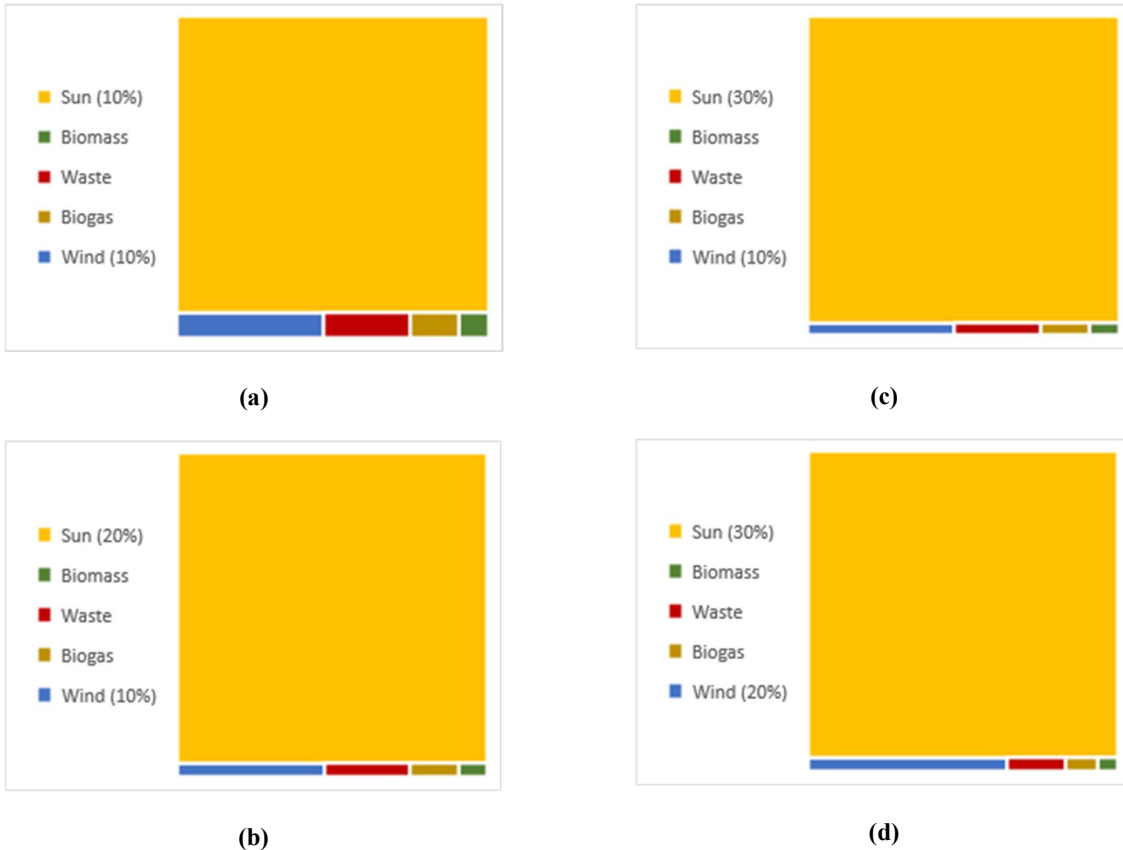 Sun (10%)
Biomass
Waste
Biogas
Wind (10%)
(a)
Sun (30%)
Biomass
Waste
Biogas
Wind (10%)
(c)
Sun (20%)
Biomass
Waste
Biogas
Wind (10%)
(b)
Sun (30%)
Biomass
Waste
Biogas
Wind (20%)
(d)